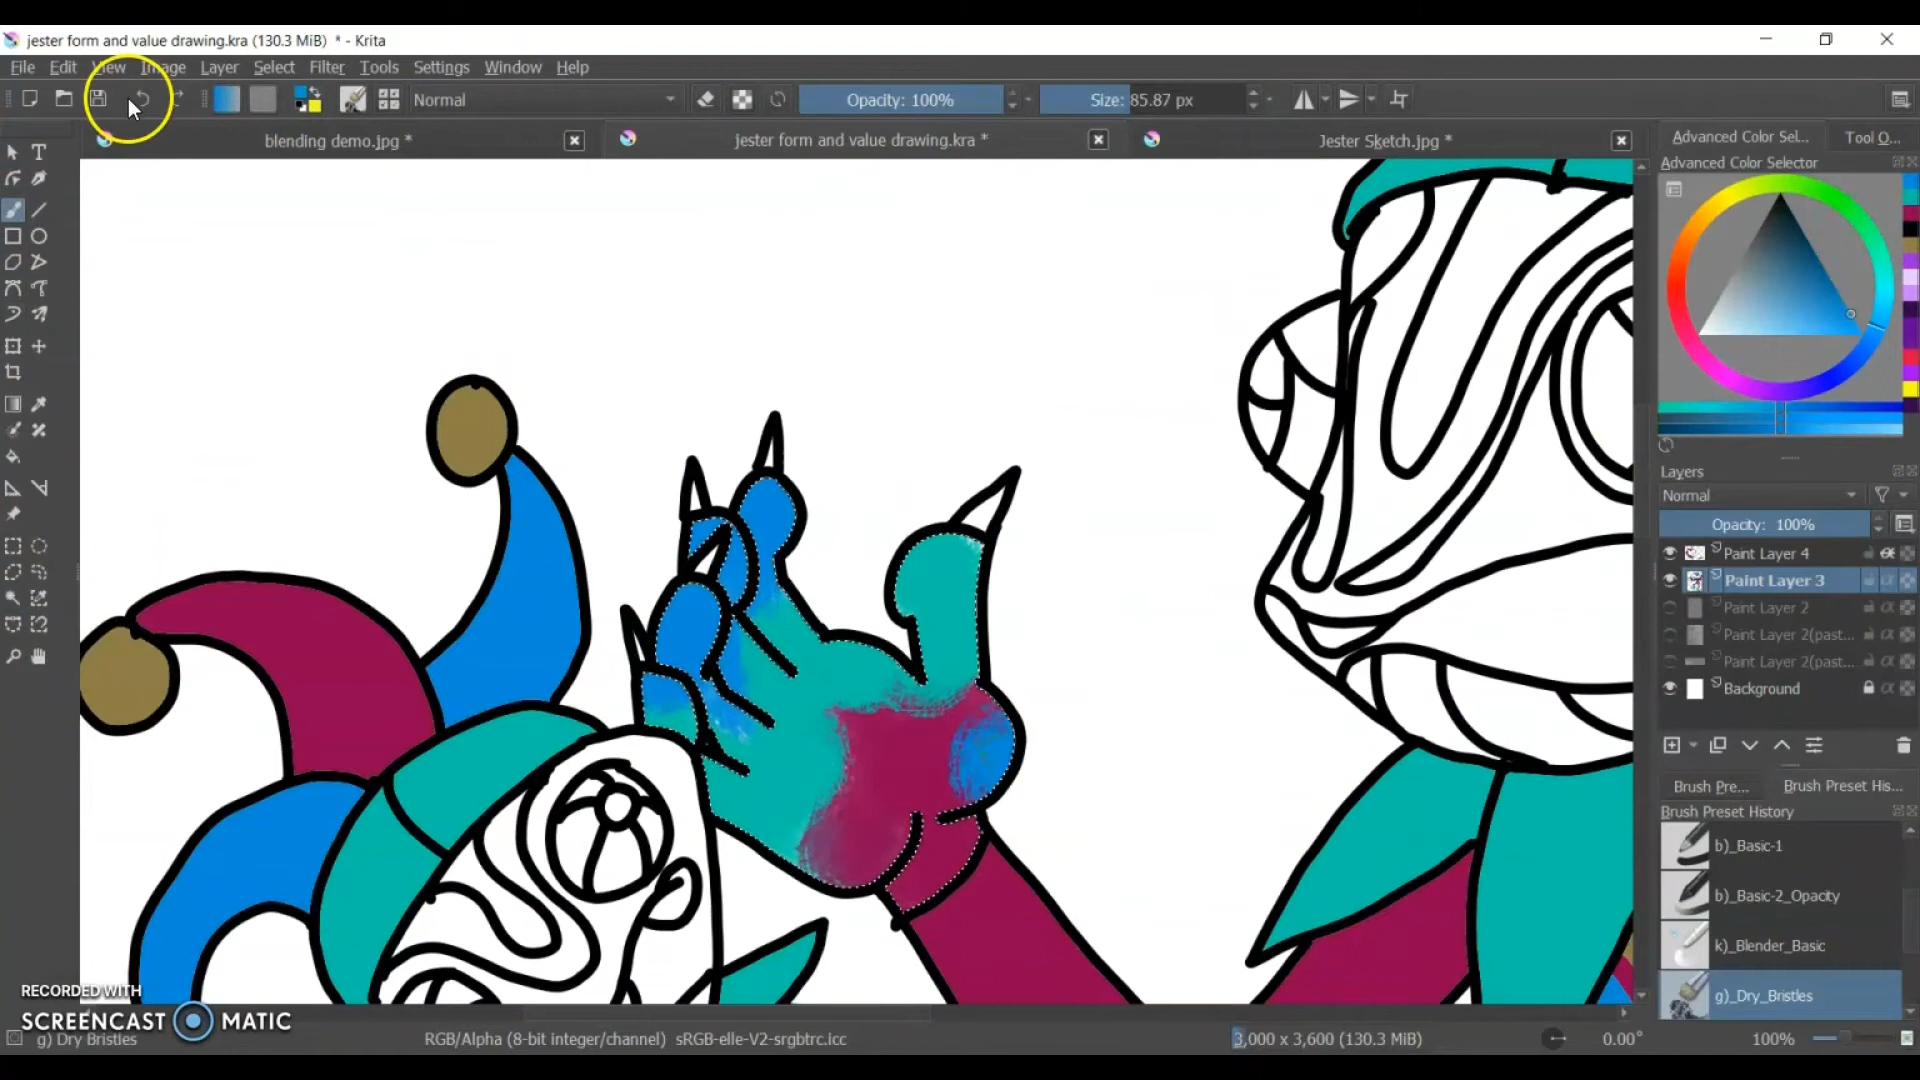 jester form and value drawing.kra (130.3 MiB) * - Krita
File Edit View Image Layer Select Filter Tools Settings Window Help
Normal Opacity: 100% Size: 85.87 px
blending demo.jpg * jester form and value drawing.kra * Jester Sketch.jpg *
Advanced Color Sel... Tool O...
Advanced Color Selector
Layers
Normal
Opacity: 100%
Paint Layer 4
Paint Layer 3
Paint Layer 2
Paint Layer 2(past...
Paint Layer 2(past...
Background
Brush Pre... Brush Preset His...
Brush Preset History
b)_Basic-1
b)_Basic-2_Opacity
k)_Blender_Basic
g)_Dry_Bristles
RECORDED WITH
SCREENCAST MATIC
g) Dry Bristles RGB/Alpha (8-bit integer/channel) sRGB-elle-V2-srgbtrc.icc 3,000 x 3,600 (130.3 MiB) 0.00° 100%